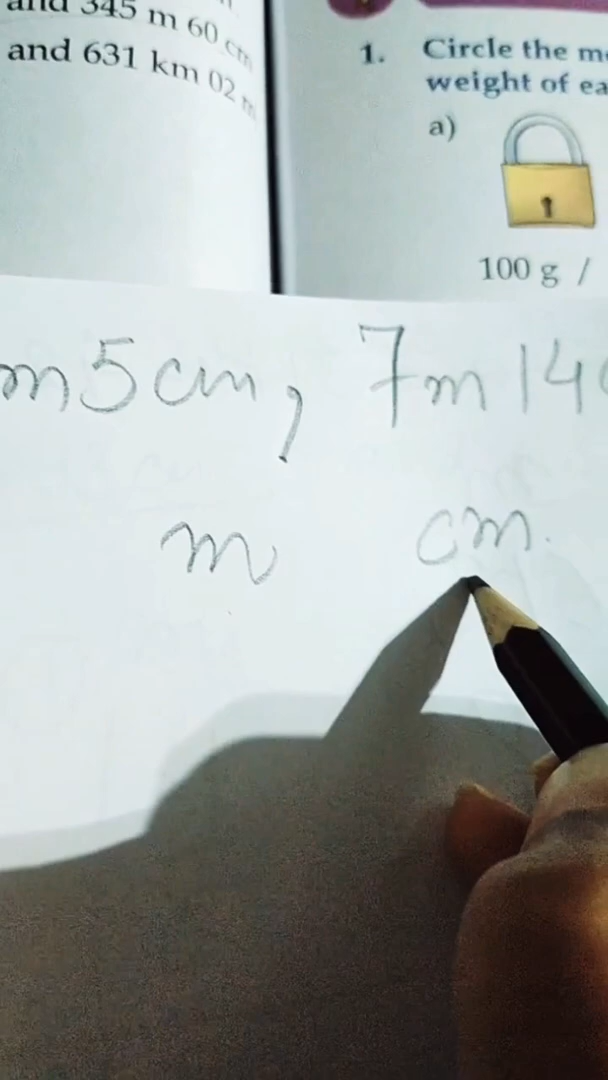 and 345 m 60 cm
and 631 km 02 m
1. Circle the
weight of
a)
100 g /
m 5 cm, 7 m 14
m cm.